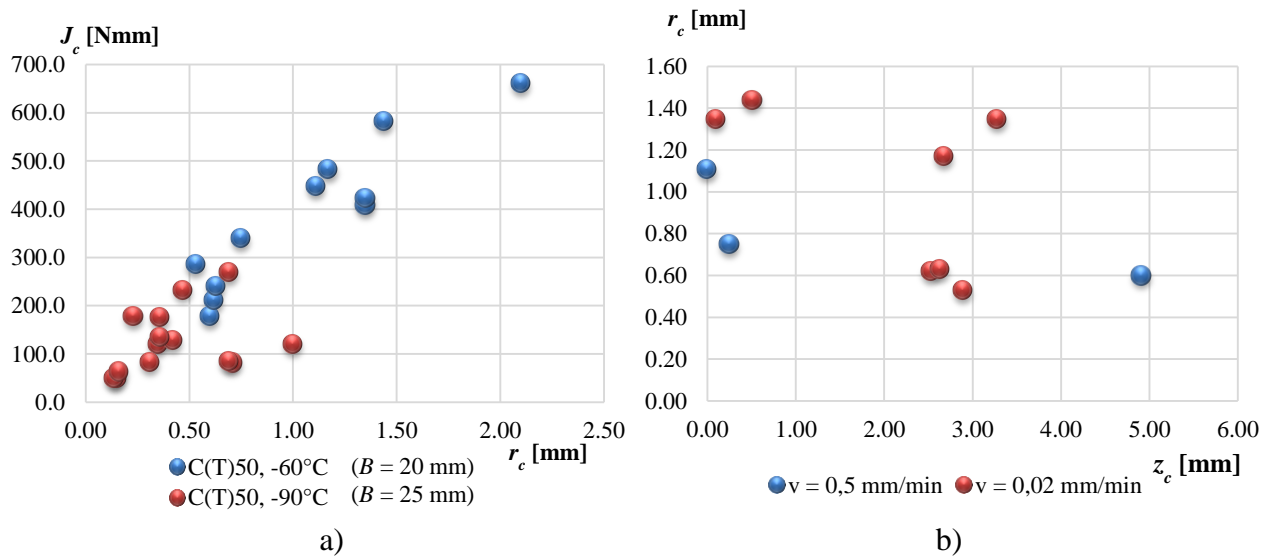 J_c [Nmm]
700.0
600.0
500.0
400.0
300.0
200.0
100.0
0.0
0.00 0.50 1.00 1.50 2.00 2.50
r_c [mm]
C(T)50, -60°C (B = 20 mm)
C(T)50, -90°C (B = 25 mm)
a)
r_c [mm]
1.60
1.40
1.20
1.00
0.80
0.60
0.40
0.20
0.00
0.00 1.00 2.00 3.00 4.00 5.00 6.00
z_c [mm]
v = 0,5 mm/min v = 0,02 mm/min
b)